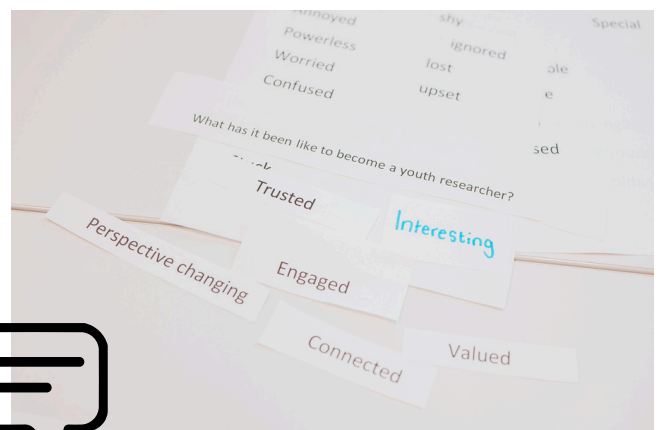 Annoyed shy Special
Powerless ignored
Worried lost
Confused upset
What has it been like to become a youth researcher?
Trusted
Interesting
Perspective changing
Engaged
Connected
Valued